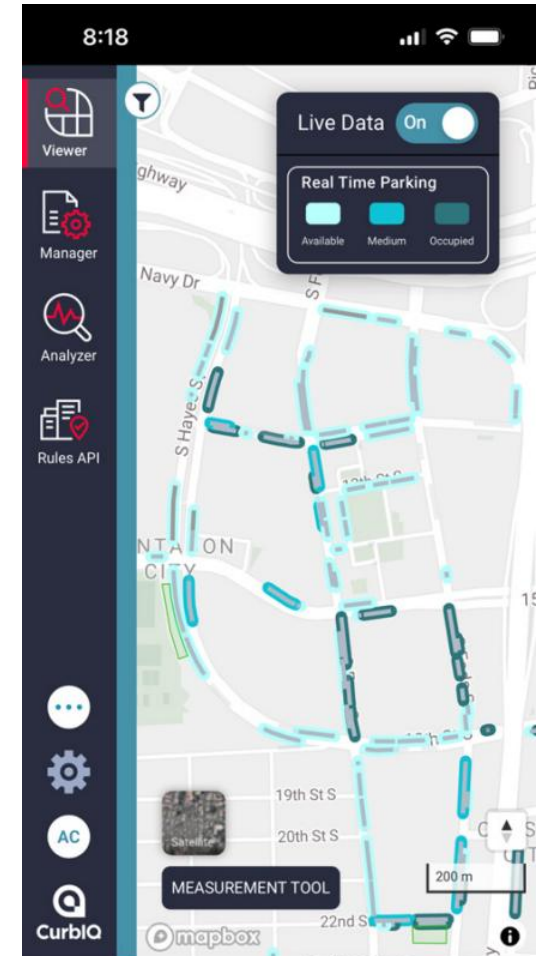 8:18
Viewer
Manager
Analyzer
Rules API
AC
CurbIQ
Live Data On
Real Time Parking
Available Medium Occupied
Navy Dr
S Hayes S
CITY
19th St S
20th St S
22nd S
Satellite
MEASUREMENT TOOL
200 m
mapbox